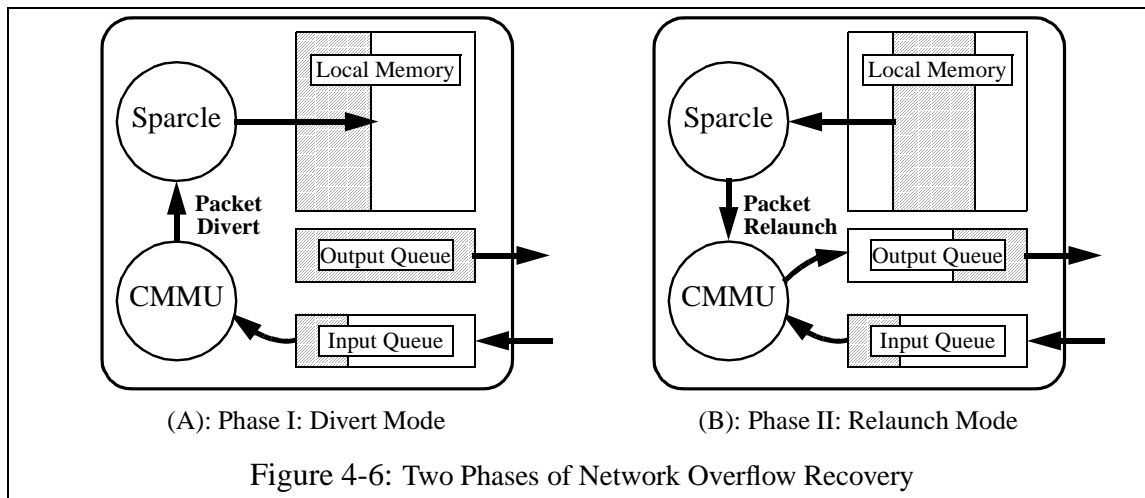 Sparcle
Local Memory
Packet
Divert
Output Queue
CMMU
Input Queue
(A): Phase I: Divert Mode
Sparcle
Local Memory
Packet
Relaunch
Output Queue
CMMU
Input Queue
(B): Phase II: Relaunch Mode
Figure 4-6: Two Phases of Network Overflow Recovery